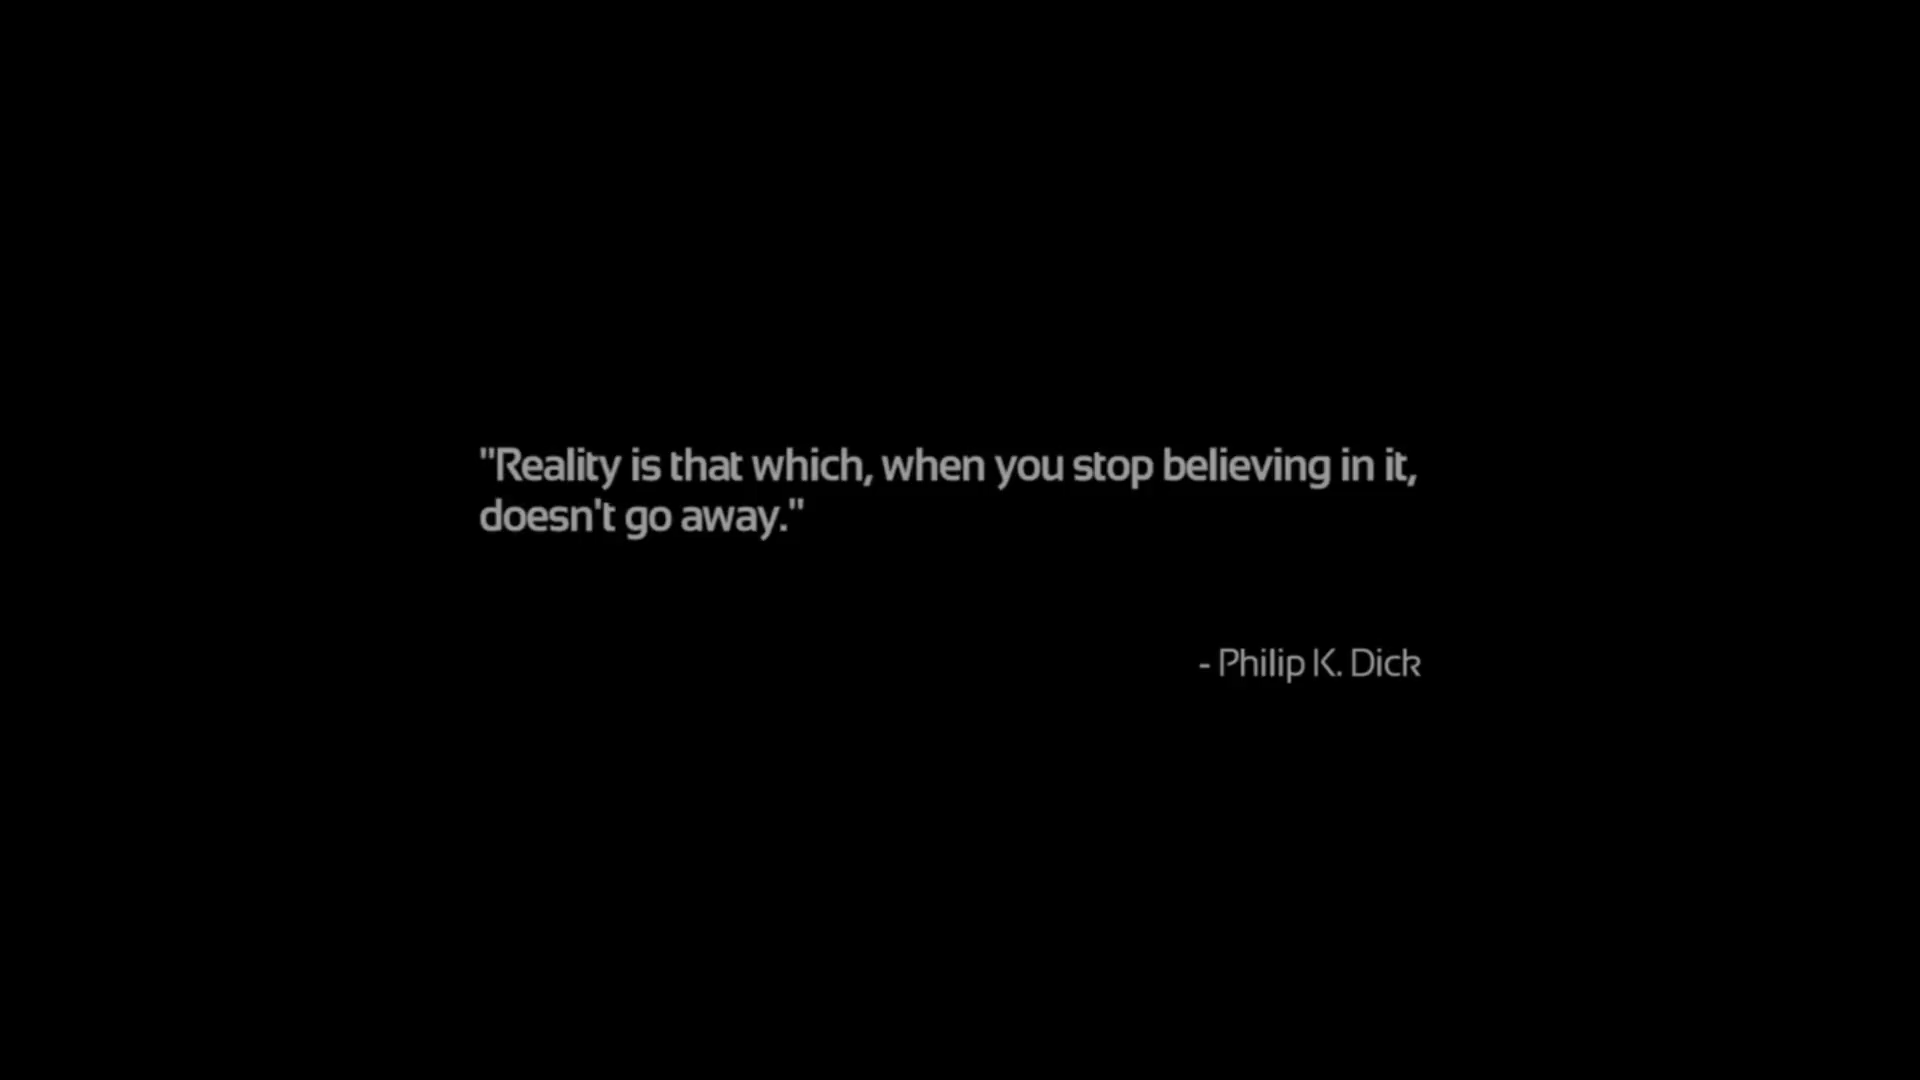 "Reality is that which, when you stop believing in it,
doesn't go away."
- Philip K. Dick